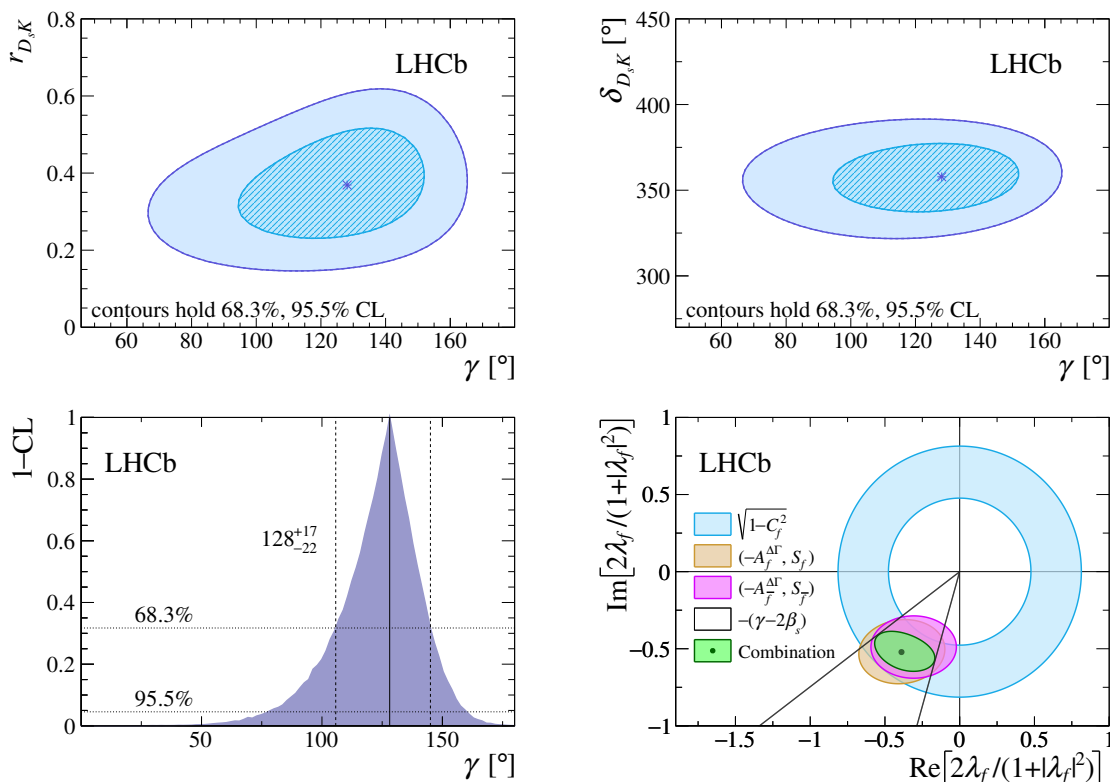 r_{D_sK}
0.8
0.6
0.4
0.2
0
LHCb
contours hold 68.3%, 95.5% CL
60 80 100 120 140 160
γ [°]
δ_{D_sK} [°]
450
400
350
300
LHCb
contours hold 68.3%, 95.5% CL
60 80 100 120 140 160
γ [°]
1–CL
1
0.8
0.6
0.4
0.2
0
LHCb
128^{+17}_{-22}
68.3%
95.5%
50 100 150
γ [°]
Im[2λ_f/(1+|λ_f|²)]
1
0.5
0
−0.5
−1
LHCb
√1–C_f²
(-A_f^{ΔΓ}, S_f)
(-A_{f̄}^{ΔΓ}, S_{f̄})
–(γ–2β_s)
Combination
−1.5 −1 −0.5 0 0.5 1
Re[2λ_f/(1+|λ_f|²)]